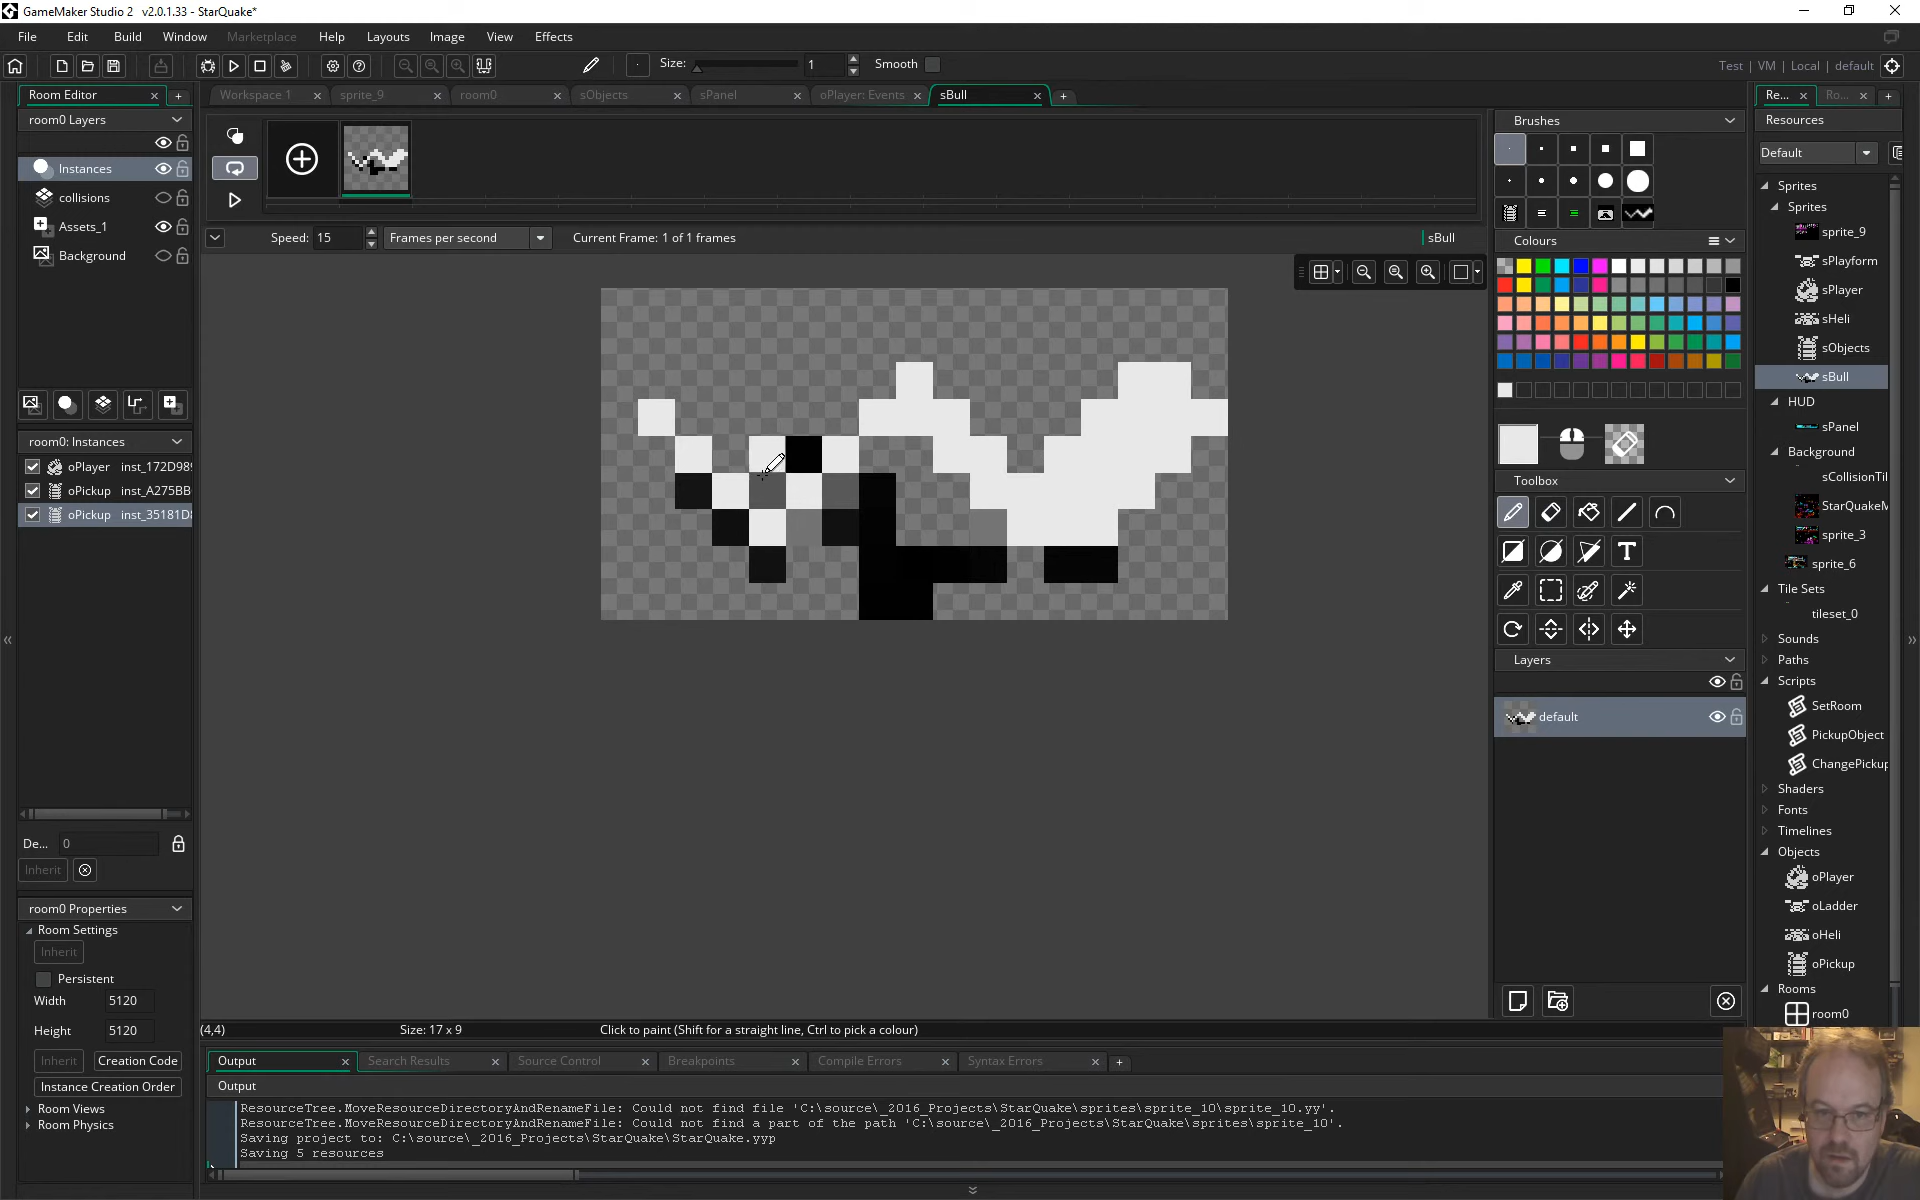 GameMaker Studio 2   v2.0.1.33 - StarQuake*
File Edit Build Window Marketplace Help Layouts Image View Effects
Size: 1 Smooth
Test | VM | Local | default
Room Editor
Workspace 1 sprite_9 room0 sObjects sPanel oPlayer: Events sBull
Re... Ro...
room0 Layers
Brushes
Resources
Default
Instances
collisions
Assets_1
Background
Speed: 15 Frames per second Current Frame: 1 of 1 frames sBull
Colours
Sprites
Sprites
sprite_9
sPlayform
sPlayer
sHeli
sObjects
sBull
HUD
sPanel
Background
sCollisionTil
StarQuakeM
sprite_3
sprite_6
Tile Sets
tileset_0
Sounds
Paths
Scripts
SetRoom
PickupObject
ChangePickup
Shaders
Fonts
Timelines
Objects
oPlayer
oLadder
oHeli
oPickup
Rooms
room0
room0: Instances
oPlayer inst_172D98
oPickup inst_A275BB
oPickup inst_35181D
Toolbox
T
Layers
default
De... 0
Inherit
room0 Properties
Room Settings
Inherit
Persistent
Width 5120
Height 5120
Inherit Creation Code
Instance Creation Order
Room Views
Room Physics
(4,4) Size: 17 x 9 Click to paint (Shift for a straight line, Ctrl to pick a colour)
Output Search Results Source Control Breakpoints Compile Errors Syntax Errors
Output
ResourceTree.MoveResourceDirectoryAndRenameFile: Could not find file 'C:\source\_2016_Projects\StarQuake\sprites\sprite_10\sprite_10.yy'.
ResourceTree.MoveResourceDirectoryAndRenameFile: Could not find a part of the path 'C:\source\_2016_Projects\StarQuake\sprites\sprite_10'.
Saving project to: C:\source\_2016_Projects\StarQuake\StarQuake.yyp
Saving 5 resources